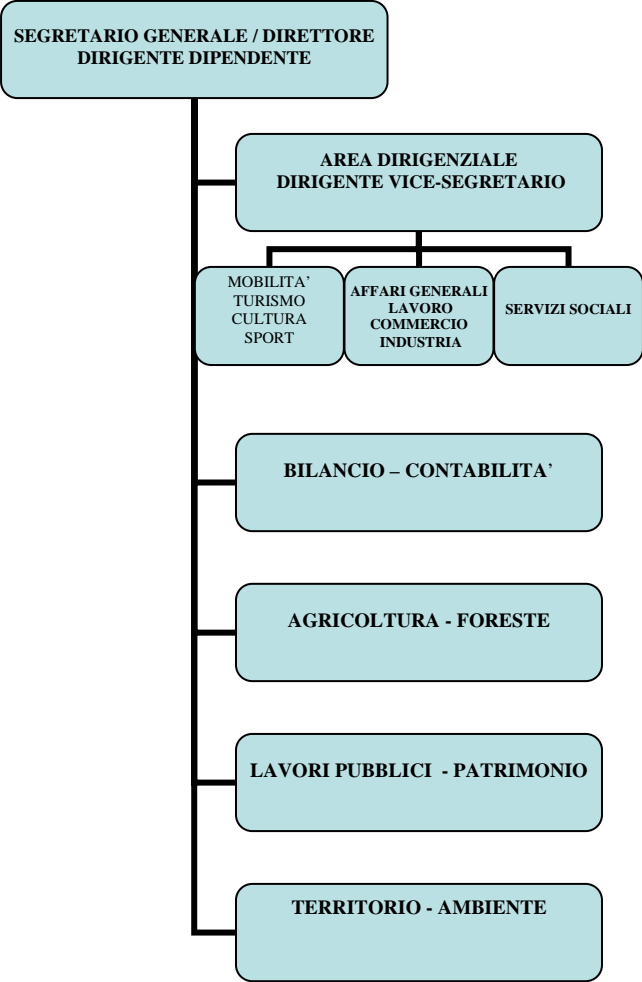 SEGRETARIO GENERALE / DIRETTORE
DIRIGENTE DIPENDENTE
AREA DIRIGENZIALE
DIRIGENTE VICE-SEGRETARIO
MOBILITA’
TURISMO
CULTURA
SPORT
AFFARI GENERALI
LAVORO
COMMERCIO
INDUSTRIA
SERVIZI SOCIALI
BILANCIO – CONTABILITA’
AGRICOLTURA - FORESTE
LAVORI PUBBLICI - PATRIMONIO
TERRITORIO - AMBIENTE